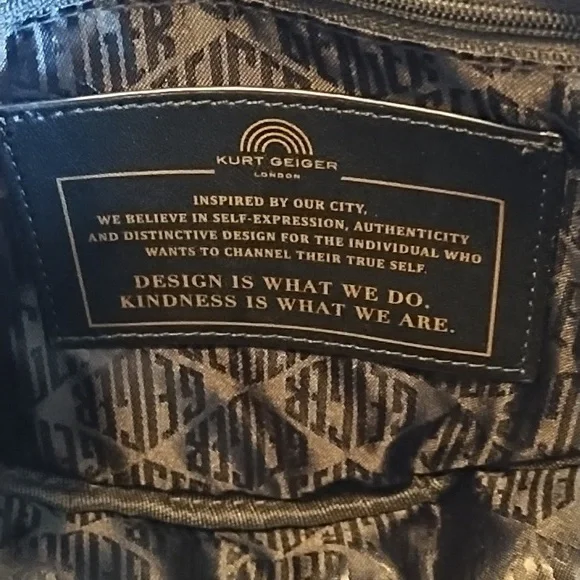 KURT GEIGER
LONDON
INSPIRED BY OUR CITY,
WE BELIEVE IN SELF-EXPRESSION, AUTHENTICITY
AND DISTINCTIVE DESIGN FOR THE INDIVIDUAL WHO
WANTS TO CHANNEL THEIR TRUE SELF.
DESIGN IS WHAT WE DO.
KINDNESS IS WHAT WE ARE.